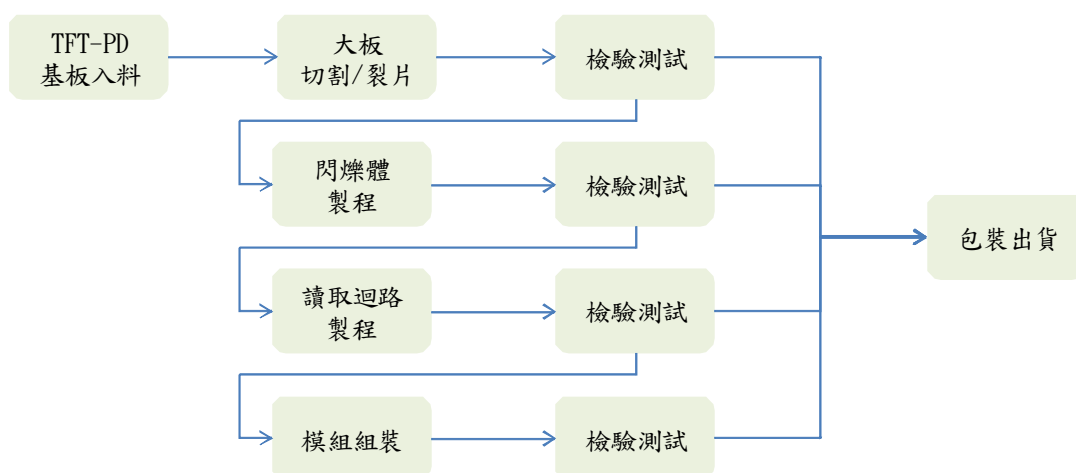 TFT-PD
基板入料
大板
切割/裂片
檢驗測試
閃爍體
製程
檢驗測試
包裝出貨
讀取迴路
製程
檢驗測試
模組組裝
檢驗測試